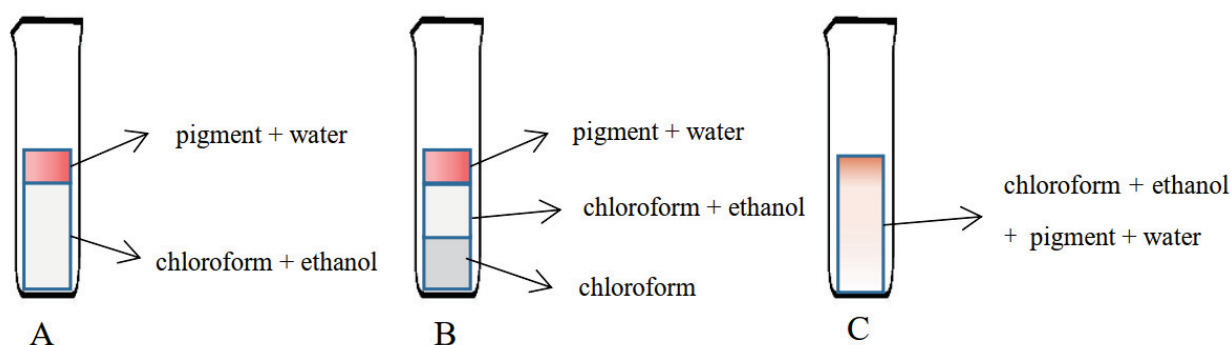 pigment + water
chloroform + ethanol
A
pigment + water
chloroform + ethanol
chloroform
B
chloroform + ethanol
+ pigment + water
C